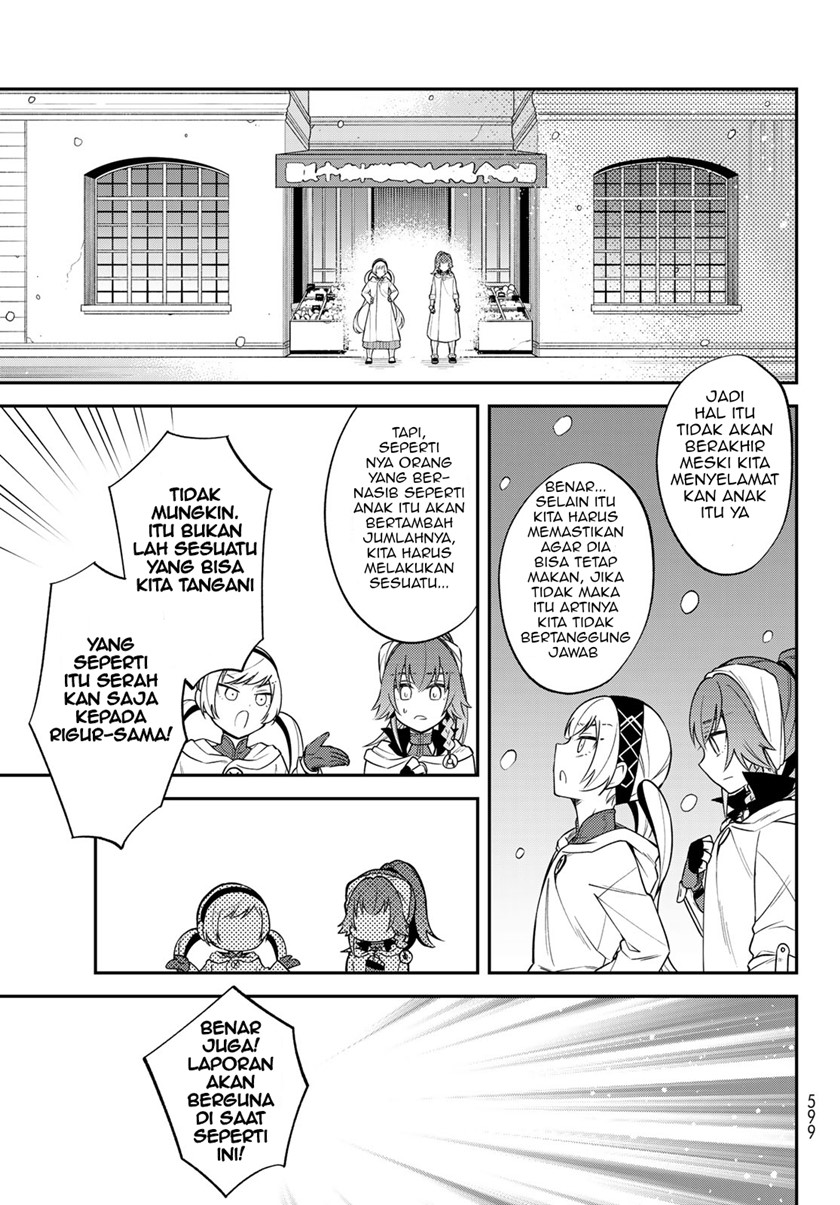 JADI
HAL ITU
TIDAK AKAN
BERAKHIR
MESKI KITA
MENYELAMAT
KAN ANAK
ITU YA
BENAR...
SELAIN ITU
KITA HARUS
MEMASTIKAN
AGAR DIA
BISA TETAP
MAKAN, JIKA
TIDAK MAKA
ITU ARTINYA
KITA TIDAK
BERTANGGUNG
JAWAB
TAPI,
SEPERTI
NYA ORANG
YANG BER-
NASIB SEPERTI
ANAK ITU AKAN
BERTAMBAH
JUMLAHNYA,
KITA HARUS
MELAKUKAN
SESUATU...
TIDAK
MUNGKIN.
ITU BUKAN
LAH SESUATU
YANG BISA
KITA TANGANI
YANG
SEPERTI
ITU SERAH
KAN SAJA
KEPADA
RIGUR-SAMA!
BENAR
JUGA!
LAPORAN
AKAN
BERGUNA
DI SAAT
SEPERTI
INI!
599